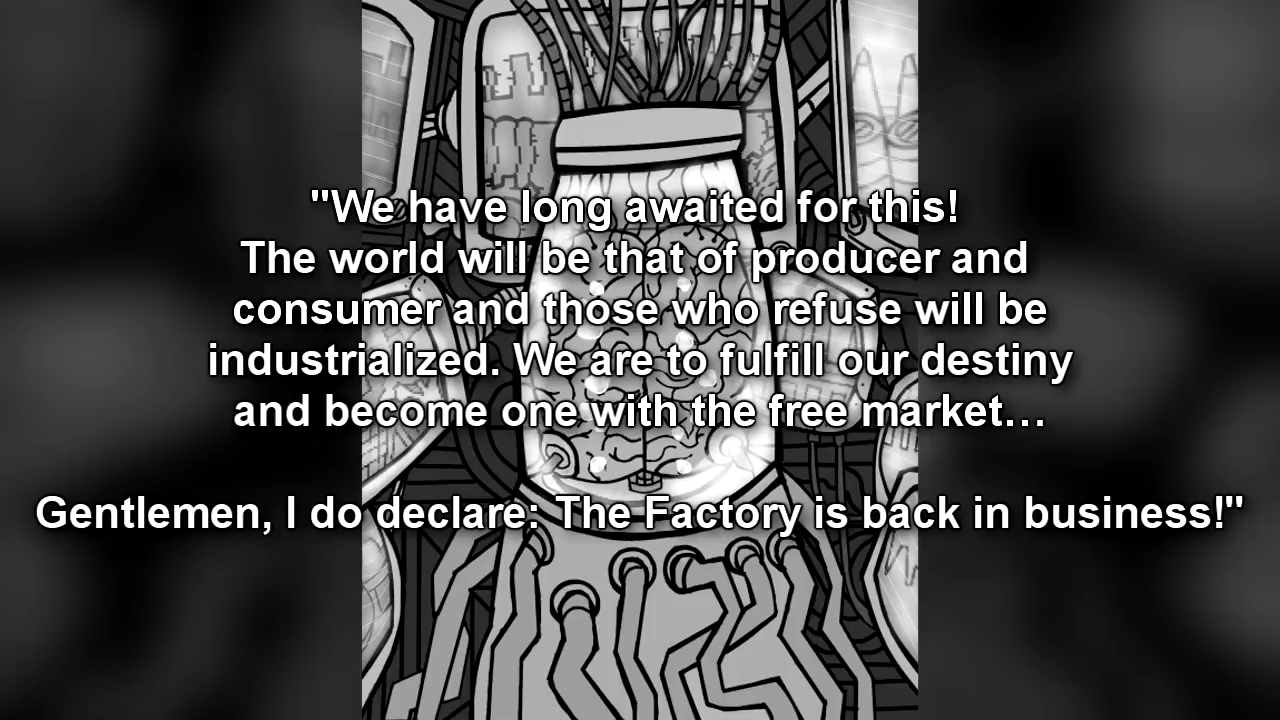 "We have long awaited for this!
The world will be that of producer and
consumer and those who refuse will be
industrialized. We are to fulfill our destiny
and become one with the free market…
Gentlemen, I do declare: The Factory is back in business!"